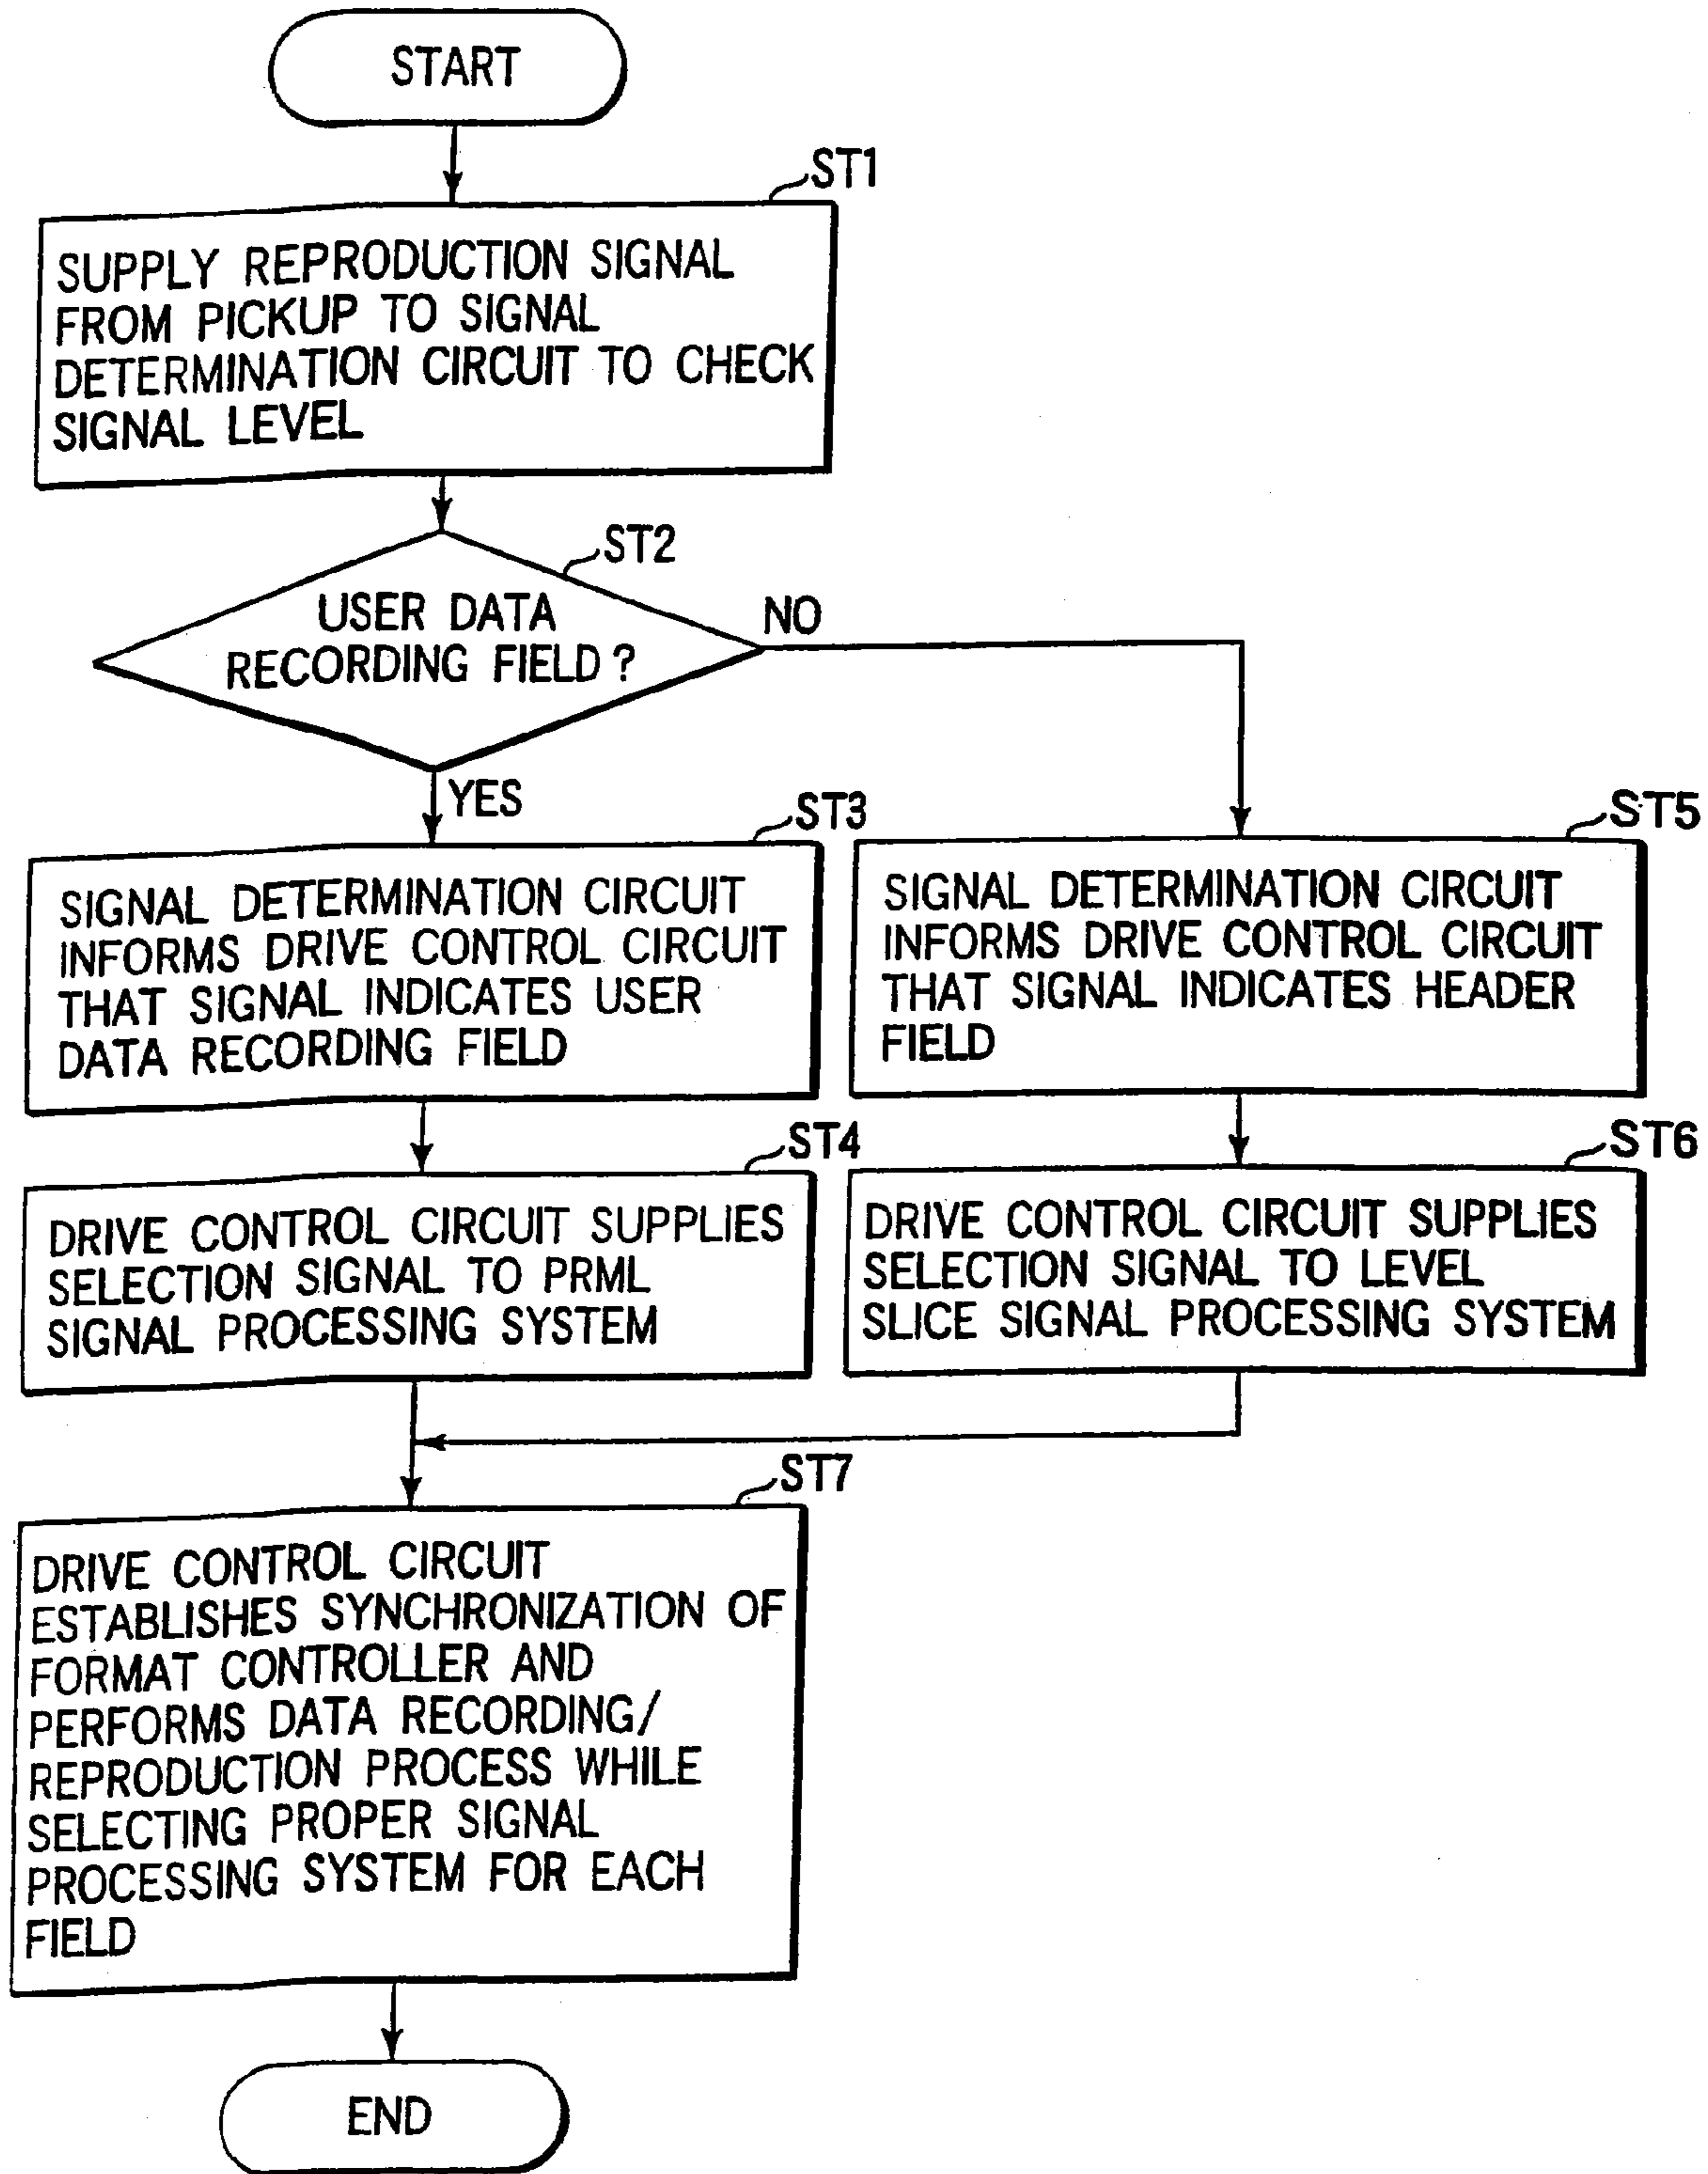 START
ST1
SUPPLY REPRODUCTION SIGNAL
FROM PICKUP TO SIGNAL
DETERMINATION CIRCUIT TO CHECK
SIGNAL LEVEL
ST2
USER DATA
RECORDING FIELD?
NO
YES
ST3
SIGNAL DETERMINATION CIRCUIT
INFORMS DRIVE CONTROL CIRCUIT
THAT SIGNAL INDICATES USER
DATA RECORDING FIELD
ST5
SIGNAL DETERMINATION CIRCUIT
INFORMS DRIVE CONTROL CIRCUIT
THAT SIGNAL INDICATES HEADER
FIELD
ST4
DRIVE CONTROL CIRCUIT SUPPLIES
SELECTION SIGNAL TO PRML
SIGNAL PROCESSING SYSTEM
ST6
DRIVE CONTROL CIRCUIT SUPPLIES
SELECTION SIGNAL TO LEVEL
SLICE SIGNAL PROCESSING SYSTEM
ST7
DRIVE CONTROL CIRCUIT
ESTABLISHES SYNCHRONIZATION OF
FORMAT CONTROLLER AND
PERFORMS DATA RECORDING/
REPRODUCTION PROCESS WHILE
SELECTING PROPER SIGNAL
PROCESSING SYSTEM FOR EACH
FIELD
END